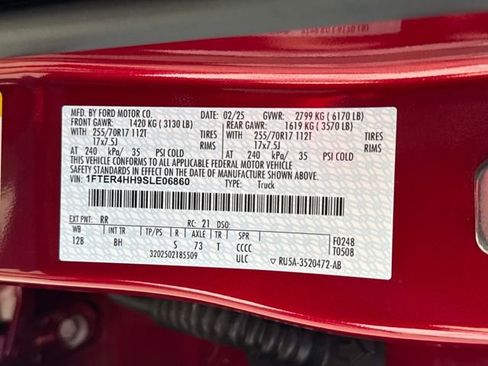 MFD. BY FORD MOTOR CO. 02/25 GVWR: 2799 KG ( 6170 LB)
FRONT GAWR: 1420 KG ( 3130 LB) REAR GAWR: 1619 KG ( 3570 LB)
WITH 255/70R17 112T TIRES WITH 255/70R17 112T TIRES
17x7.5J RIMS 17x7.5J RIMS
AT 240 kPa/ 35 PSI COLD AT 240 kPa/ 35 PSI COLD
THIS VEHICLE CONFORMS TO ALL APPLICABLE FEDERAL MOTOR VEHICLE SAFETY
STANDARDS IN EFFECT ON THE DATE OF MANUFACTURE SHOWN ABOVE.
VIN: 1FTER4HH9SLE06860 TYPE: Truck
EXT PNT: RR RC: 21 DSO:
WB INT TR TP/PS R AXLE TR SPR F0248
128 BH S 73 T CCCC T0508
3202502185509 ULC ▽ RU5A-3520472-AB